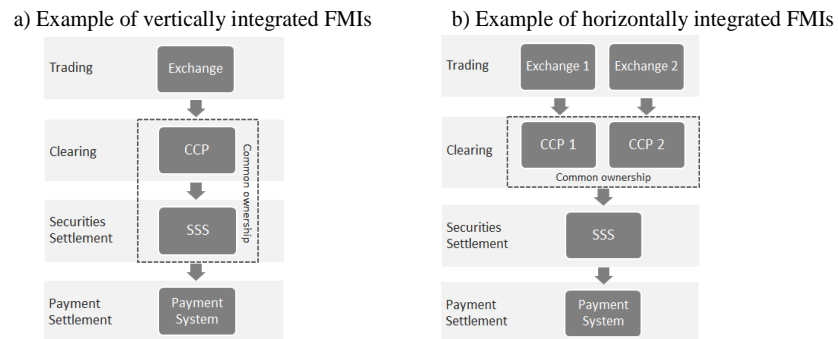 a) Example of vertically integrated FMIs
Trading
Exchange
Clearing
CCP
Common ownership
Securities
Settlement
SSS
Payment
Settlement
Payment
System
b) Example of horizontally integrated FMIs
Trading
Exchange 1
Exchange 2
Clearing
CCP 1
CCP 2
Common ownership
Securities
Settlement
SSS
Payment
Settlement
Payment
System